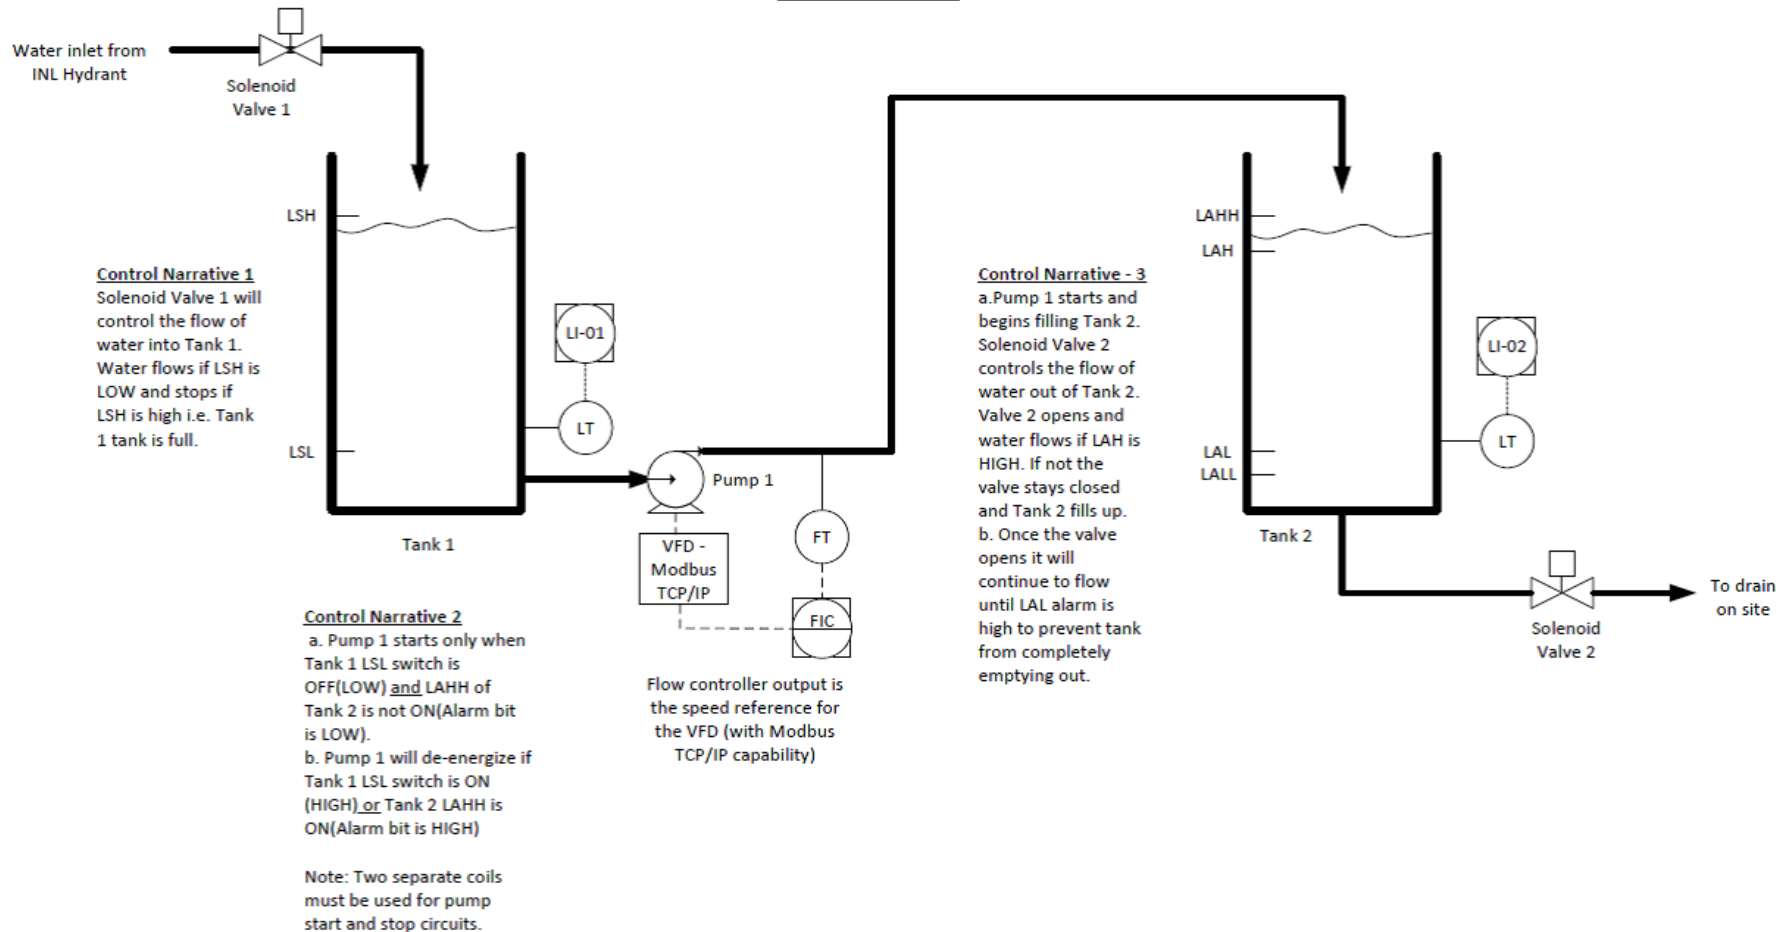 Water inlet from
INL Hydrant
Solenoid
Valve 1
LSH
LSL
Control Narrative 1
Solenoid Valve 1 will
control the flow of
water into Tank 1.
Water flows if LSH is
LOW and stops if
LSH is high i.e. Tank
1 tank is full.
LI-01
LT
Tank 1
Pump 1
VFD -
Modbus
TCP/IP
FT
FIC
Flow controller output is
the speed reference for
the VFD (with Modbus
TCP/IP capability)
Control Narrative 2
a. Pump 1 starts only when
Tank 1 LSL switch is
OFF(LOW) and LAHH of
Tank 2 is not ON(Alarm bit
is LOW).
b. Pump 1 will de-energize if
Tank 1 LSL switch is ON
(HIGH) or Tank 2 LAHH is
ON(Alarm bit is HIGH)
Note: Two separate coils
must be used for pump
start and stop circuits.
Control Narrative - 3
a.Pump 1 starts and
begins filling Tank 2.
Solenoid Valve 2
controls the flow of
water out of Tank 2.
Valve 2 opens and
water flows if LAH is
HIGH. If not the
valve stays closed
and Tank 2 fills up.
b. Once the valve
opens it will
continue to flow
until LAL alarm is
high to prevent tank
from completely
emptying out.
LAHH
LAH
LAL
LALL
LI-02
LT
Tank 2
Solenoid
Valve 2
To drain
on site